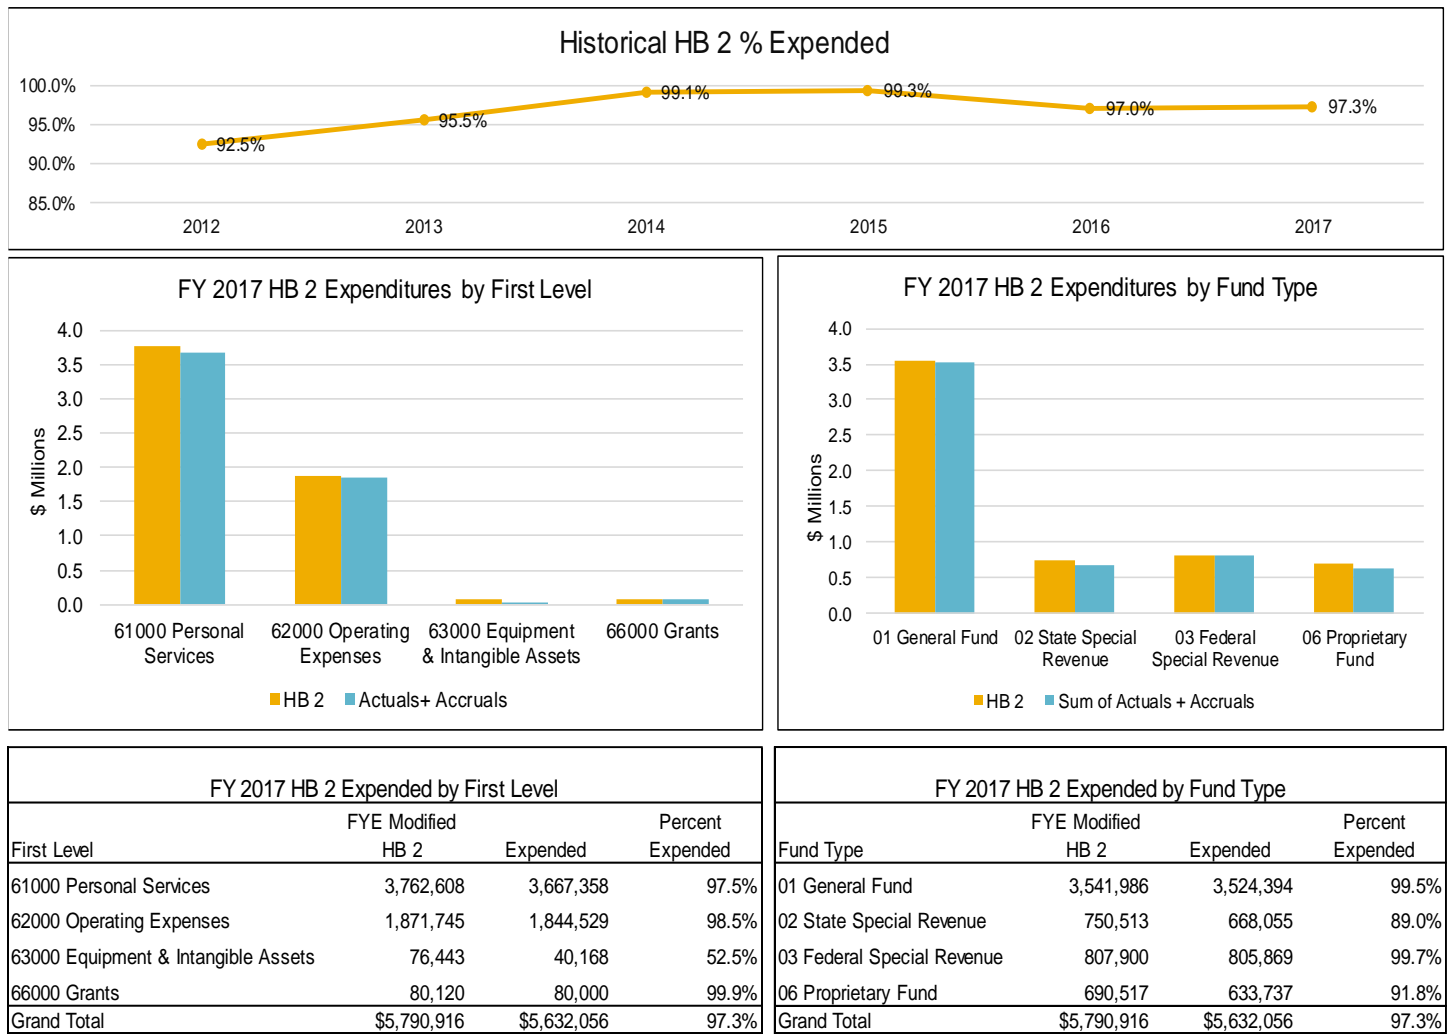 Historical HB 2 % Expended
100.0%
95.0%
90.0%
85.0%
92.5%
95.5%
99.1%
99.3%
97.0%
97.3%
2012 2013 2014 2015 2016 2017
FY 2017 HB 2 Expenditures by First Level
$ Millions
4.0
3.5
3.0
2.5
2.0
1.5
1.0
0.5
0.0
61000 Personal Services
62000 Operating Expenses
63000 Equipment & Intangible Assets
66000 Grants
HB 2 Actuals+ Accruals
FY 2017 HB 2 Expenditures by Fund Type
$ Millions
4.0
3.5
3.0
2.5
2.0
1.5
1.0
0.5
0.0
01 General Fund
02 State Special Revenue
03 Federal Special Revenue
06 Proprietary Fund
HB 2 Sum of Actuals + Accruals
FY 2017 HB 2 Expended by First Level
FYE Modified Percent
First Level HB 2 Expended Expended
61000 Personal Services 3,762,608 3,667,358 97.5%
62000 Operating Expenses 1,871,745 1,844,529 98.5%
63000 Equipment & Intangible Assets 76,443 40,168 52.5%
66000 Grants 80,120 80,000 99.9%
Grand Total $5,790,916 $5,632,056 97.3%
FY 2017 HB 2 Expended by Fund Type
FYE Modified Percent
Fund Type HB 2 Expended Expended
01 General Fund 3,541,986 3,524,394 99.5%
02 State Special Revenue 750,513 668,055 89.0%
03 Federal Special Revenue 807,900 805,869 99.7%
06 Proprietary Fund 690,517 633,737 91.8%
Grand Total $5,790,916 $5,632,056 97.3%